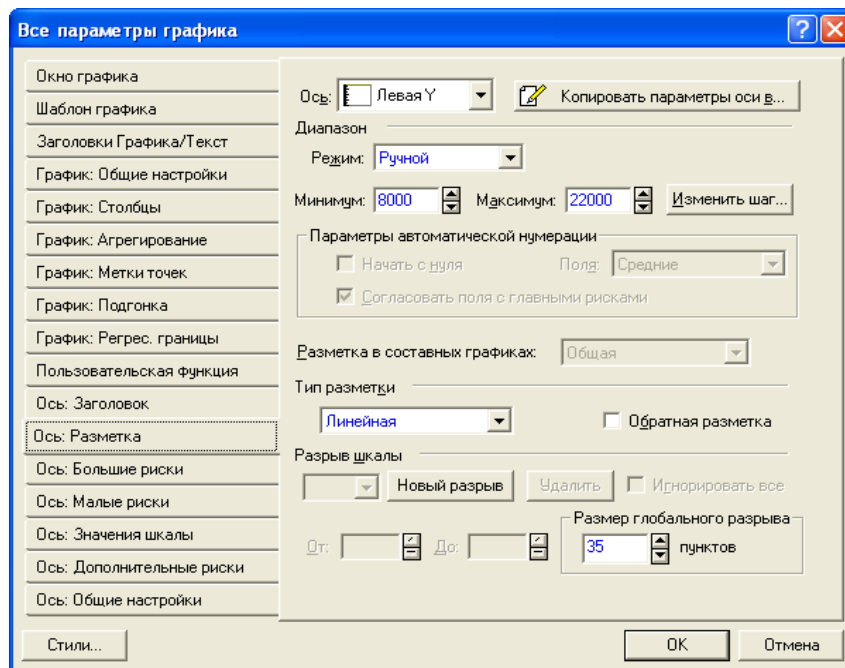 Все параметры графика
Окно графика
Шаблон графика
Заголовки Графика/Текст
График: Общие настройки
График: Столбцы
График: Агрегирование
График: Метки точек
График: Подгонка
График: Регрес. границы
Пользовательская функция
Ось: Заголовок
Ось: Разметка
Ось: Большие риски
Ось: Малые риски
Ось: Значения шкалы
Ось: Дополнительные риски
Ось: Общие настройки
Ось: Левая Y Копировать параметры оси в...
Диапазон
Режим: Ручной
Минимум: 8000 Максимум: 22000 Изменить шаг...
Параметры автоматической нумерации
Начать с нуля Поля: Средние
Согласовать поля с главными рисками
Разметка в составных графиках: Общая
Тип разметки
Линейная Обратная разметка
Разрыв шкалы
Новый разрыв Удалить Игнорировать все
Размер глобального разрыва
От: До: 35 пунктов
Стили... OK Отмена